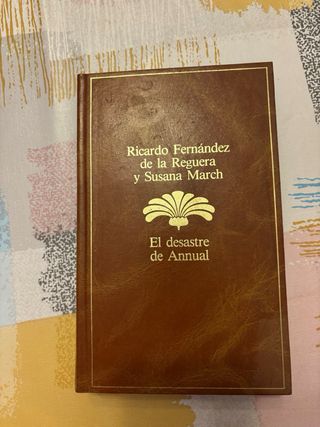 Ricardo Fernández
de la Reguera
y Susana March
El desastre
de Annual